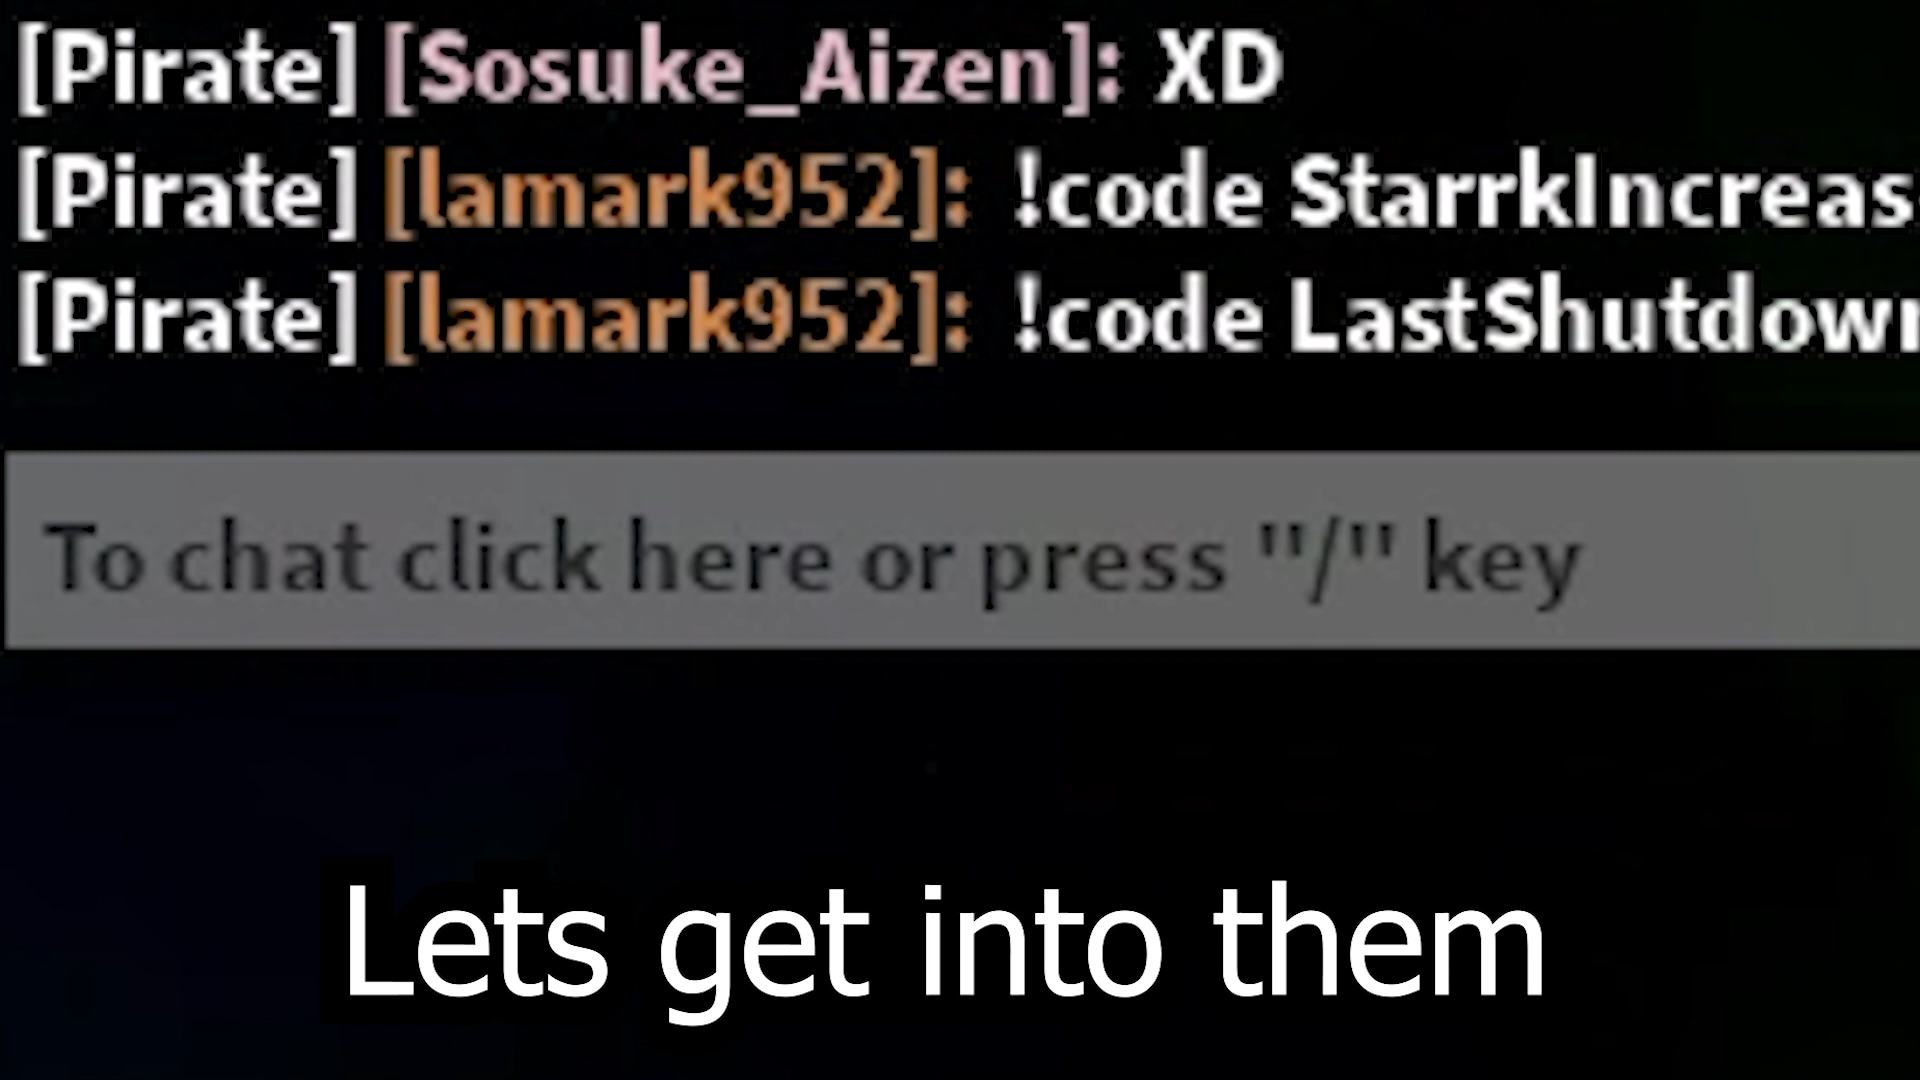 [Pirate] [Sosuke_Aizen]: XD
[Pirate] [lamark952]: !code StarrkIncreas
[Pirate] [lamark952]: !code LastShutdown
To chat click here or press "/" key
Lets get into them